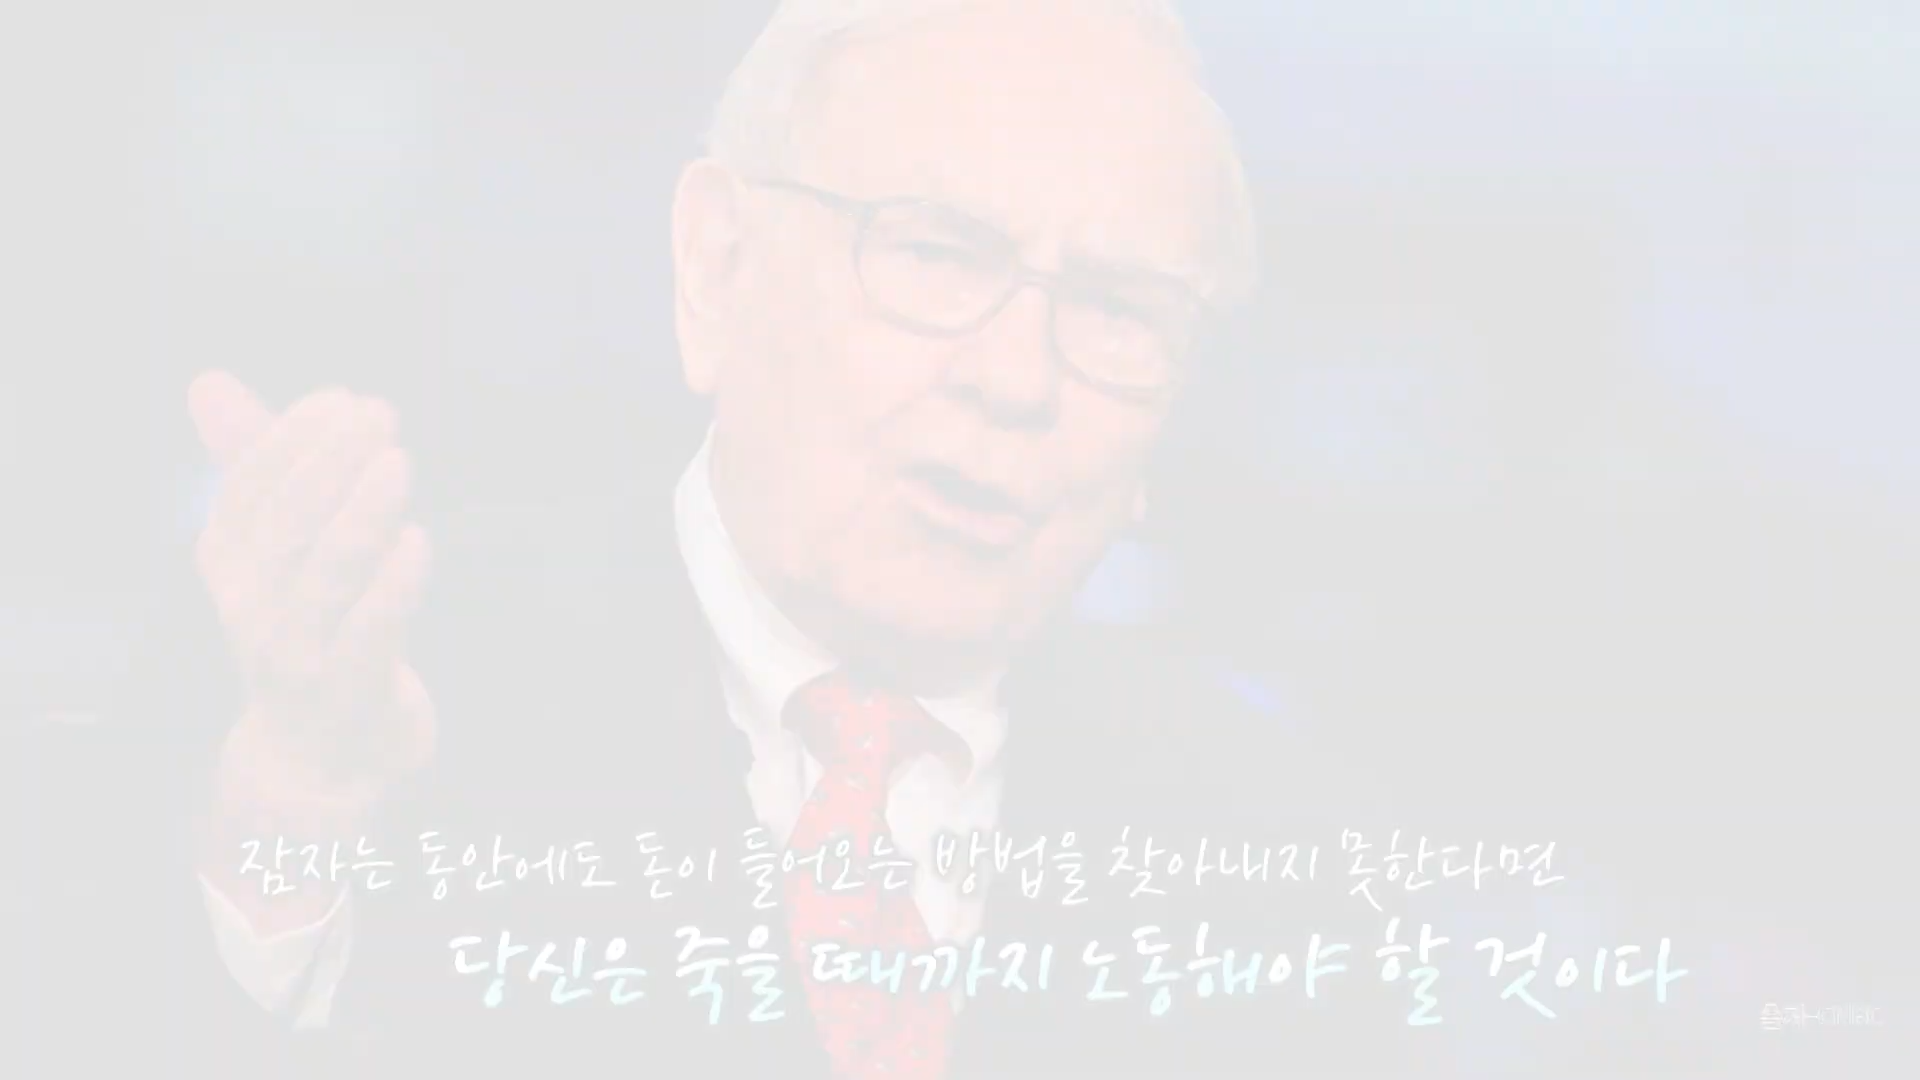 잠자는 동안에도 돈이 들어오는 방법을 찾아내지 못한다면
당신은 죽을 때까지 노동해야 할 것이다